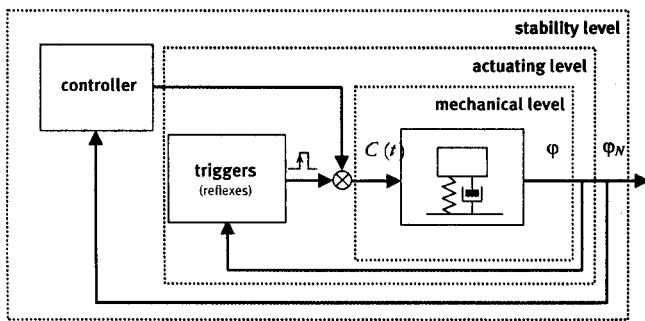 stability level
actuating level
controller
mechanical level
C (t)
φ
φN
triggers
(reflexes)